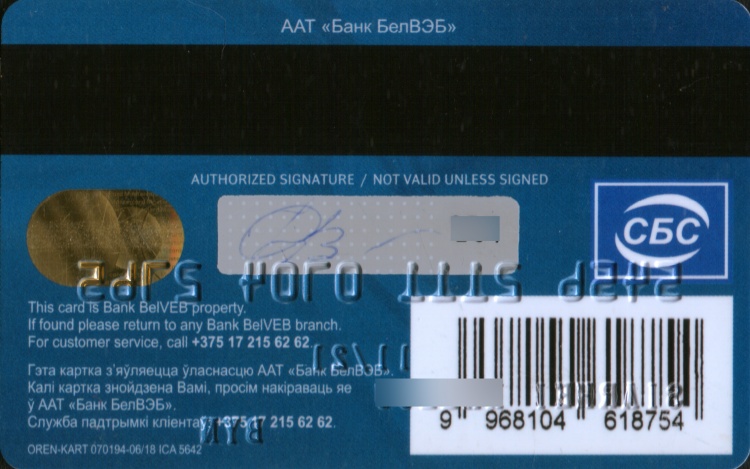 ААТ «Банк БелВЭБ»
AUTHORIZED SIGNATURE / NOT VALID UNLESS SIGNED
СБС
This card is Bank BelVEB property.
If found please return to any Bank BelVEB branch.
For customer service, call +375 17 215 62 62.
Гэта картка з'яўляецца ўласнасцю ААТ «Банк БелВЭБ».
Калі картка знойдзена Вамі, просім накіраваць яе
ў ААТ «Банк БелВЭБ».
Служба падтрымкі кліентаў +375 17 215 62 62.
OREN-KART 070194-06/18 ICA 5642
9 968104 618754